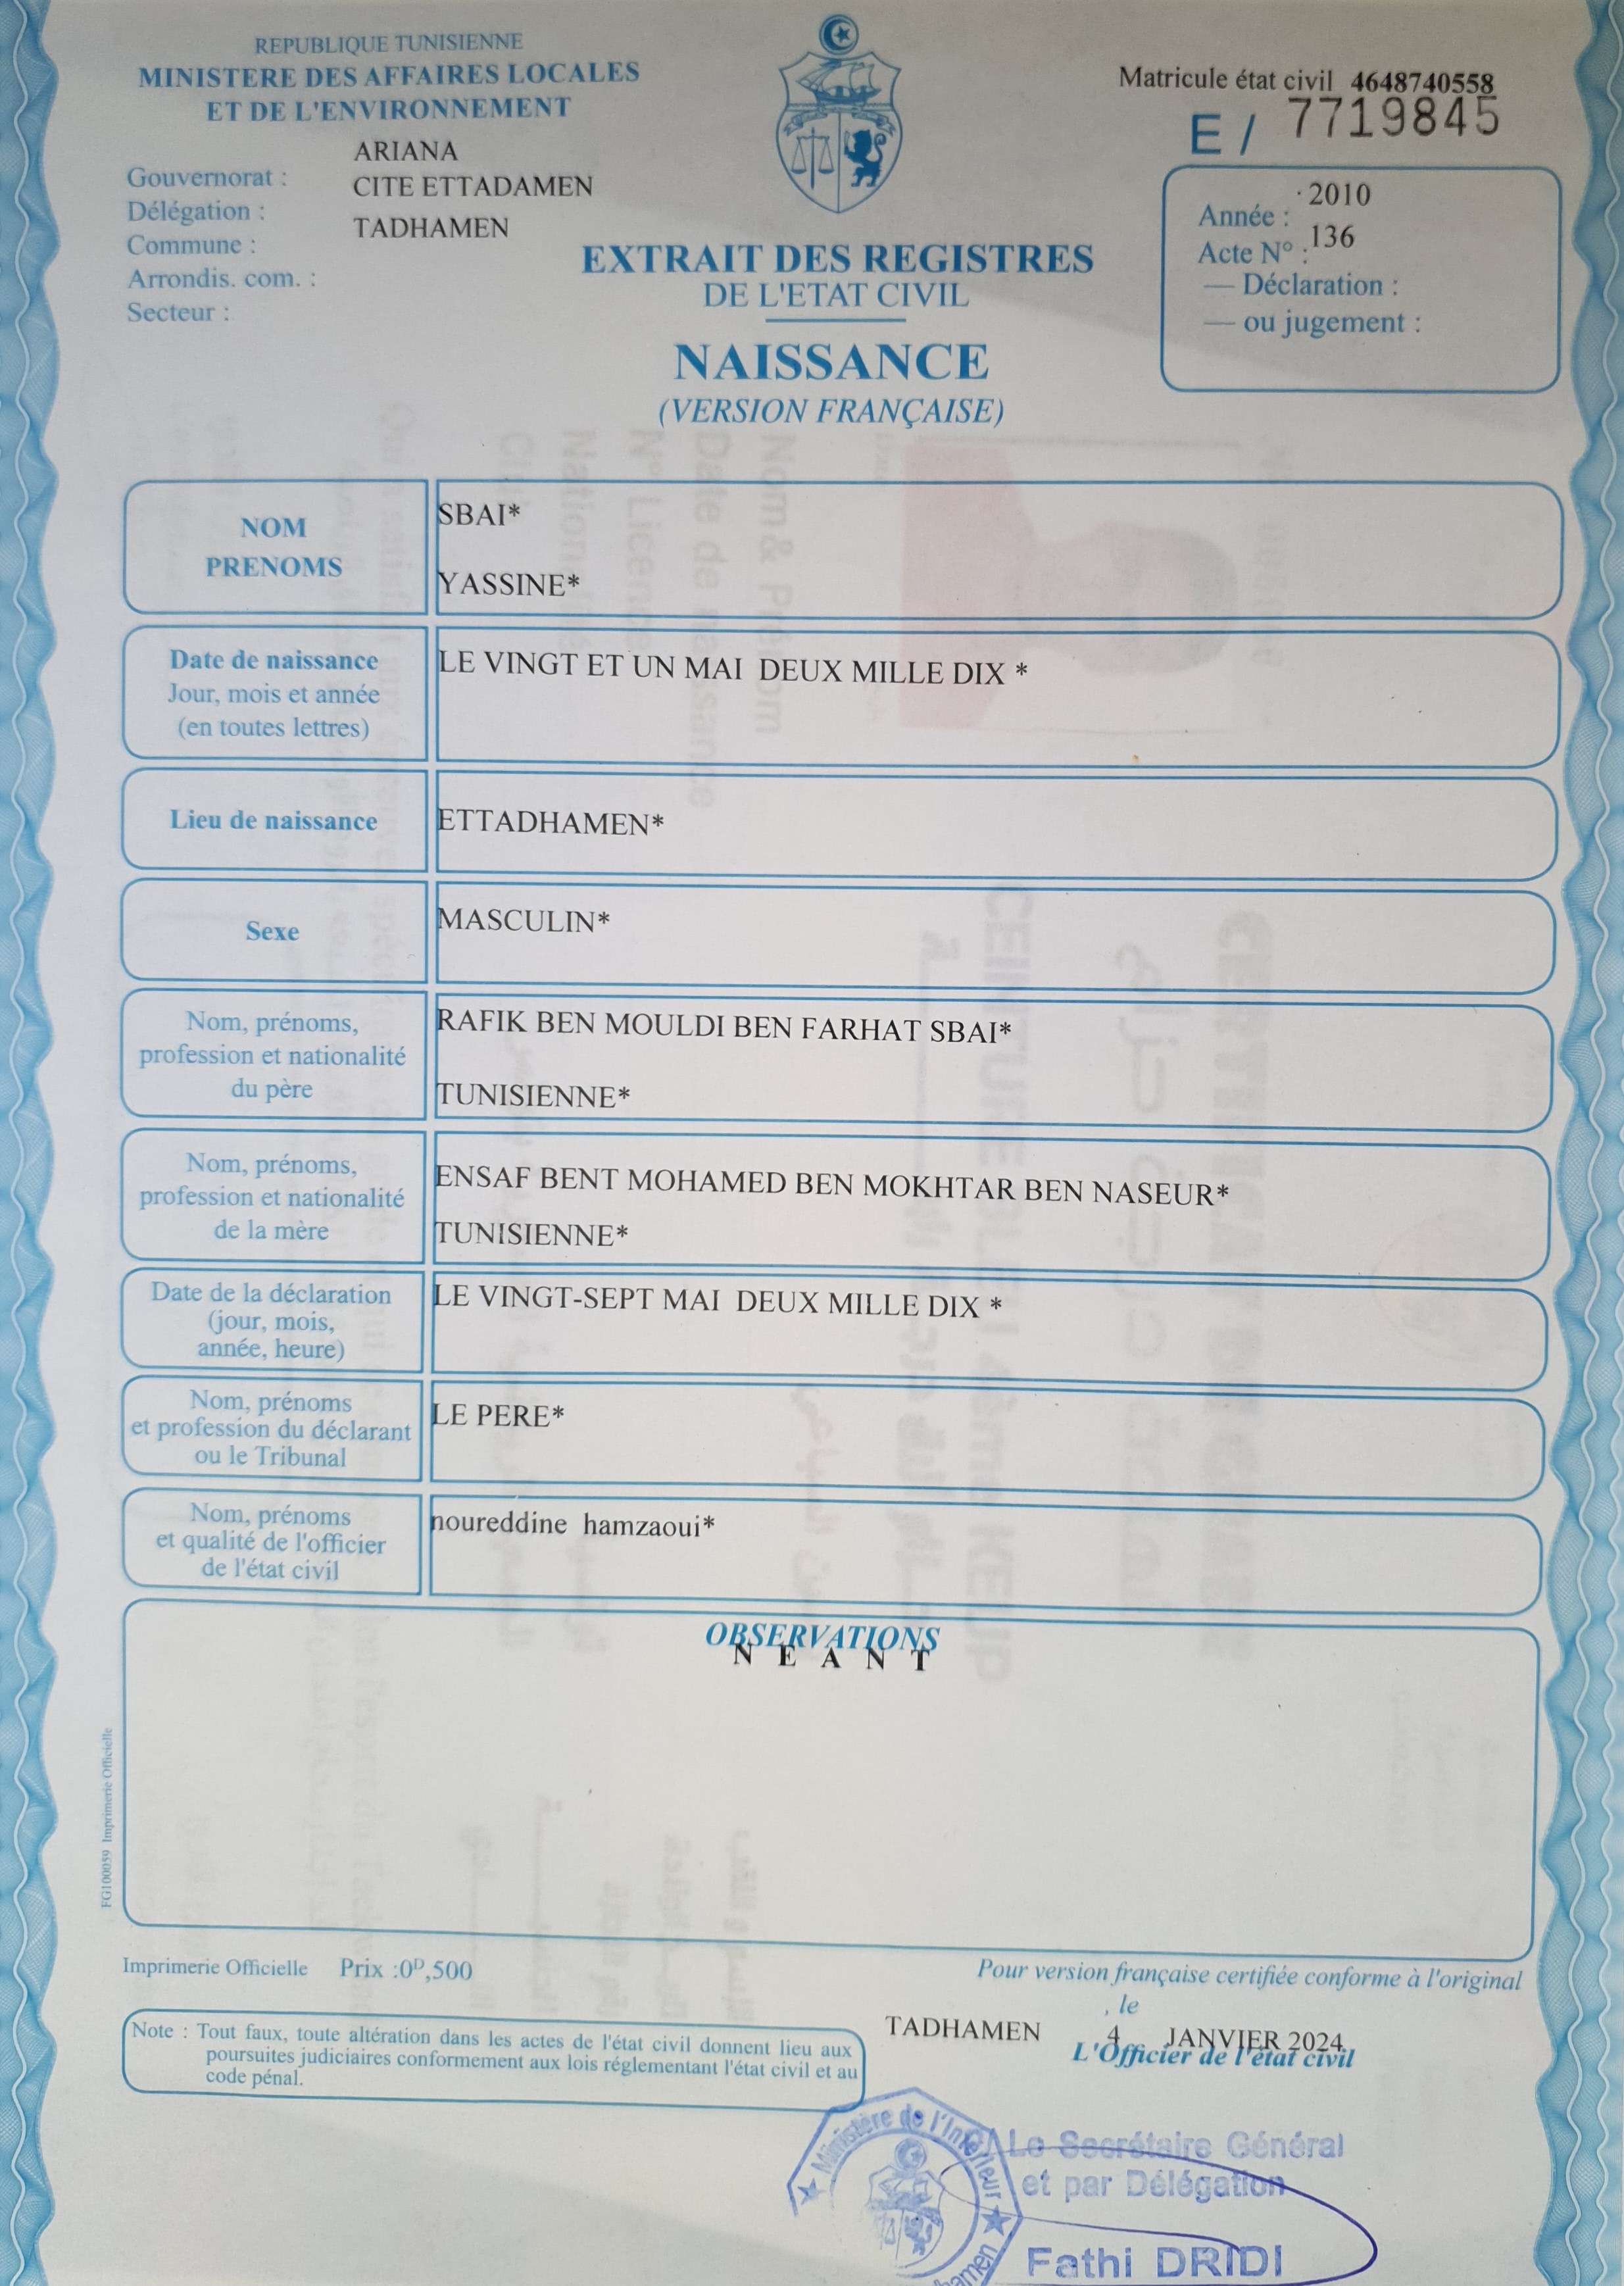 REPUBLIQUE TUNISIENNE
MINISTERE DES AFFAIRES LOCALES
ET DE L'ENVIRONNEMENT
Gouvernorat : ARIANA
Délégation : CITE ETTADAMEN
Commune : TADHAMEN
Arrondis. com. :
Secteur :
Matricule état civil 4648740558
E / 7719845
Année : 2010
Acte N° : 136
— Déclaration :
— ou jugement :
EXTRAIT DES REGISTRES
DE L'ETAT CIVIL
NAISSANCE
(VERSION FRANÇAISE)
NOM
PRENOMS
SBAI*
YASSINE*
Date de naissance
Jour, mois et année
(en toutes lettres)
LE VINGT ET UN MAI DEUX MILLE DIX *
Lieu de naissance
ETTADHAMEN*
Sexe
MASCULIN*
Nom, prénoms,
profession et nationalité
du père
RAFIK BEN MOULDI BEN FARHAT SBAI*
TUNISIENNE*
Nom, prénoms,
profession et nationalité
de la mère
ENSAF BENT MOHAMED BEN MOKHTAR BEN NASEUR*
TUNISIENNE*
Date de la déclaration
(jour, mois,
année, heure)
LE VINGT-SEPT MAI DEUX MILLE DIX *
Nom, prénoms
et profession du déclarant
ou le Tribunal
LE PERE*
Nom, prénoms
et qualité de l'officier
de l'état civil
noureddine hamzaoui*
OBSERVATIONS
N E A N T
FG100059 Imprimerie Officielle
Imprimerie Officielle Prix :0ᴰ,500
Pour version française certifiée conforme à l'original
, le
TADHAMEN 4 JANVIER 2024
L'Officier de l'état civil
Note : Tout faux, toute altération dans les actes de l'état civil donnent lieu aux
poursuites judiciaires conformement aux lois réglementant l'état civil et au
code pénal.
Ministère de l'Intérieur
Le Secrétaire Général
et par Délégation
Fathi DRIDI